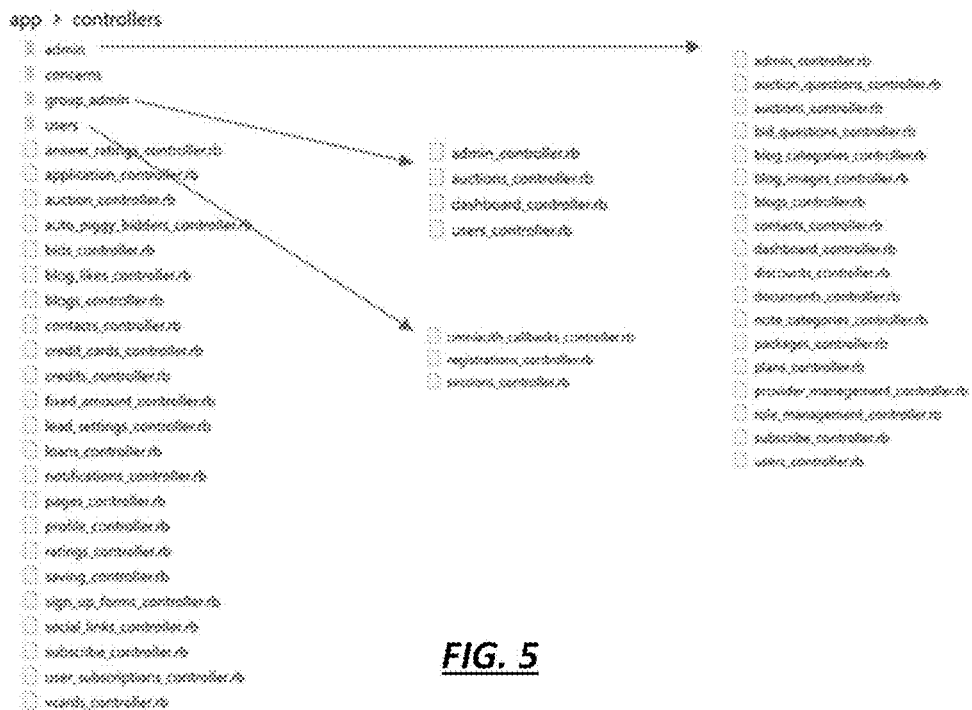 app > controllers
admin
concerns
group_admin
users
answer_ratings_controller.rb
application_controller.rb
auction_controller.rb
auto_piggy_bidders_controller.rb
bids_controller.rb
blog_likes_controller.rb
blogs_controller.rb
contacts_controller.rb
credit_cards_controller.rb
credits_controller.rb
fixed_amount_controller.rb
lead_settings_controller.rb
loans_controller.rb
notifications_controller.rb
pages_controller.rb
profile_controller.rb
ratings_controller.rb
saving_controller.rb
sign_up_forms_controller.rb
social_links_controller.rb
subscribe_controller.rb
user_subscriptions_controller.rb
vcards_controller.rb
admin_controller.rb
auctions_controller.rb
dashboard_controller.rb
users_controller.rb
omniauth_callbacks_controller.rb
registrations_controller.rb
sessions_controller.rb
admin_controller.rb
auction_questions_controller.rb
auctions_controller.rb
bid_questions_controller.rb
blog_categories_controller.rb
blog_images_controller.rb
blogs_controller.rb
contacts_controller.rb
dashboard_controller.rb
discounts_controller.rb
documents_controller.rb
note_categories_controller.rb
packages_controller.rb
plans_controller.rb
provider_management_controller.rb
role_management_controller.rb
subscribe_controller.rb
users_controller.rb
FIG. 5